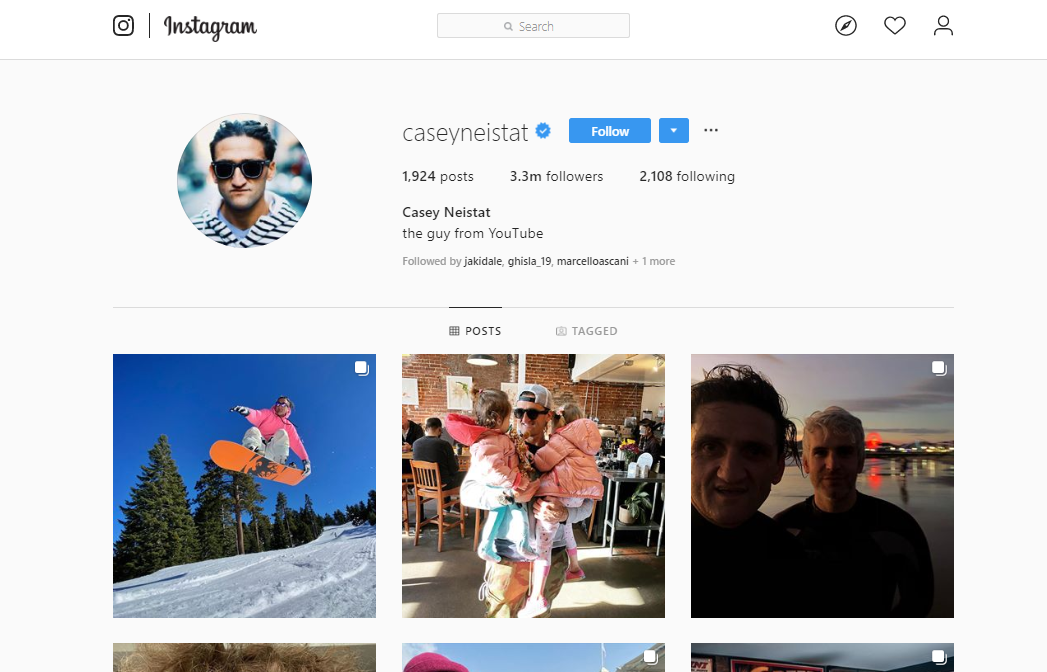 Instagram
Search
caseyneistat
Follow
1,924 posts 3.3m followers 2,108 following
Casey Neistat
the guy from YouTube
Followed by jakidale, ghisla_19, marcelloascani + 1 more
POSTS
TAGGED